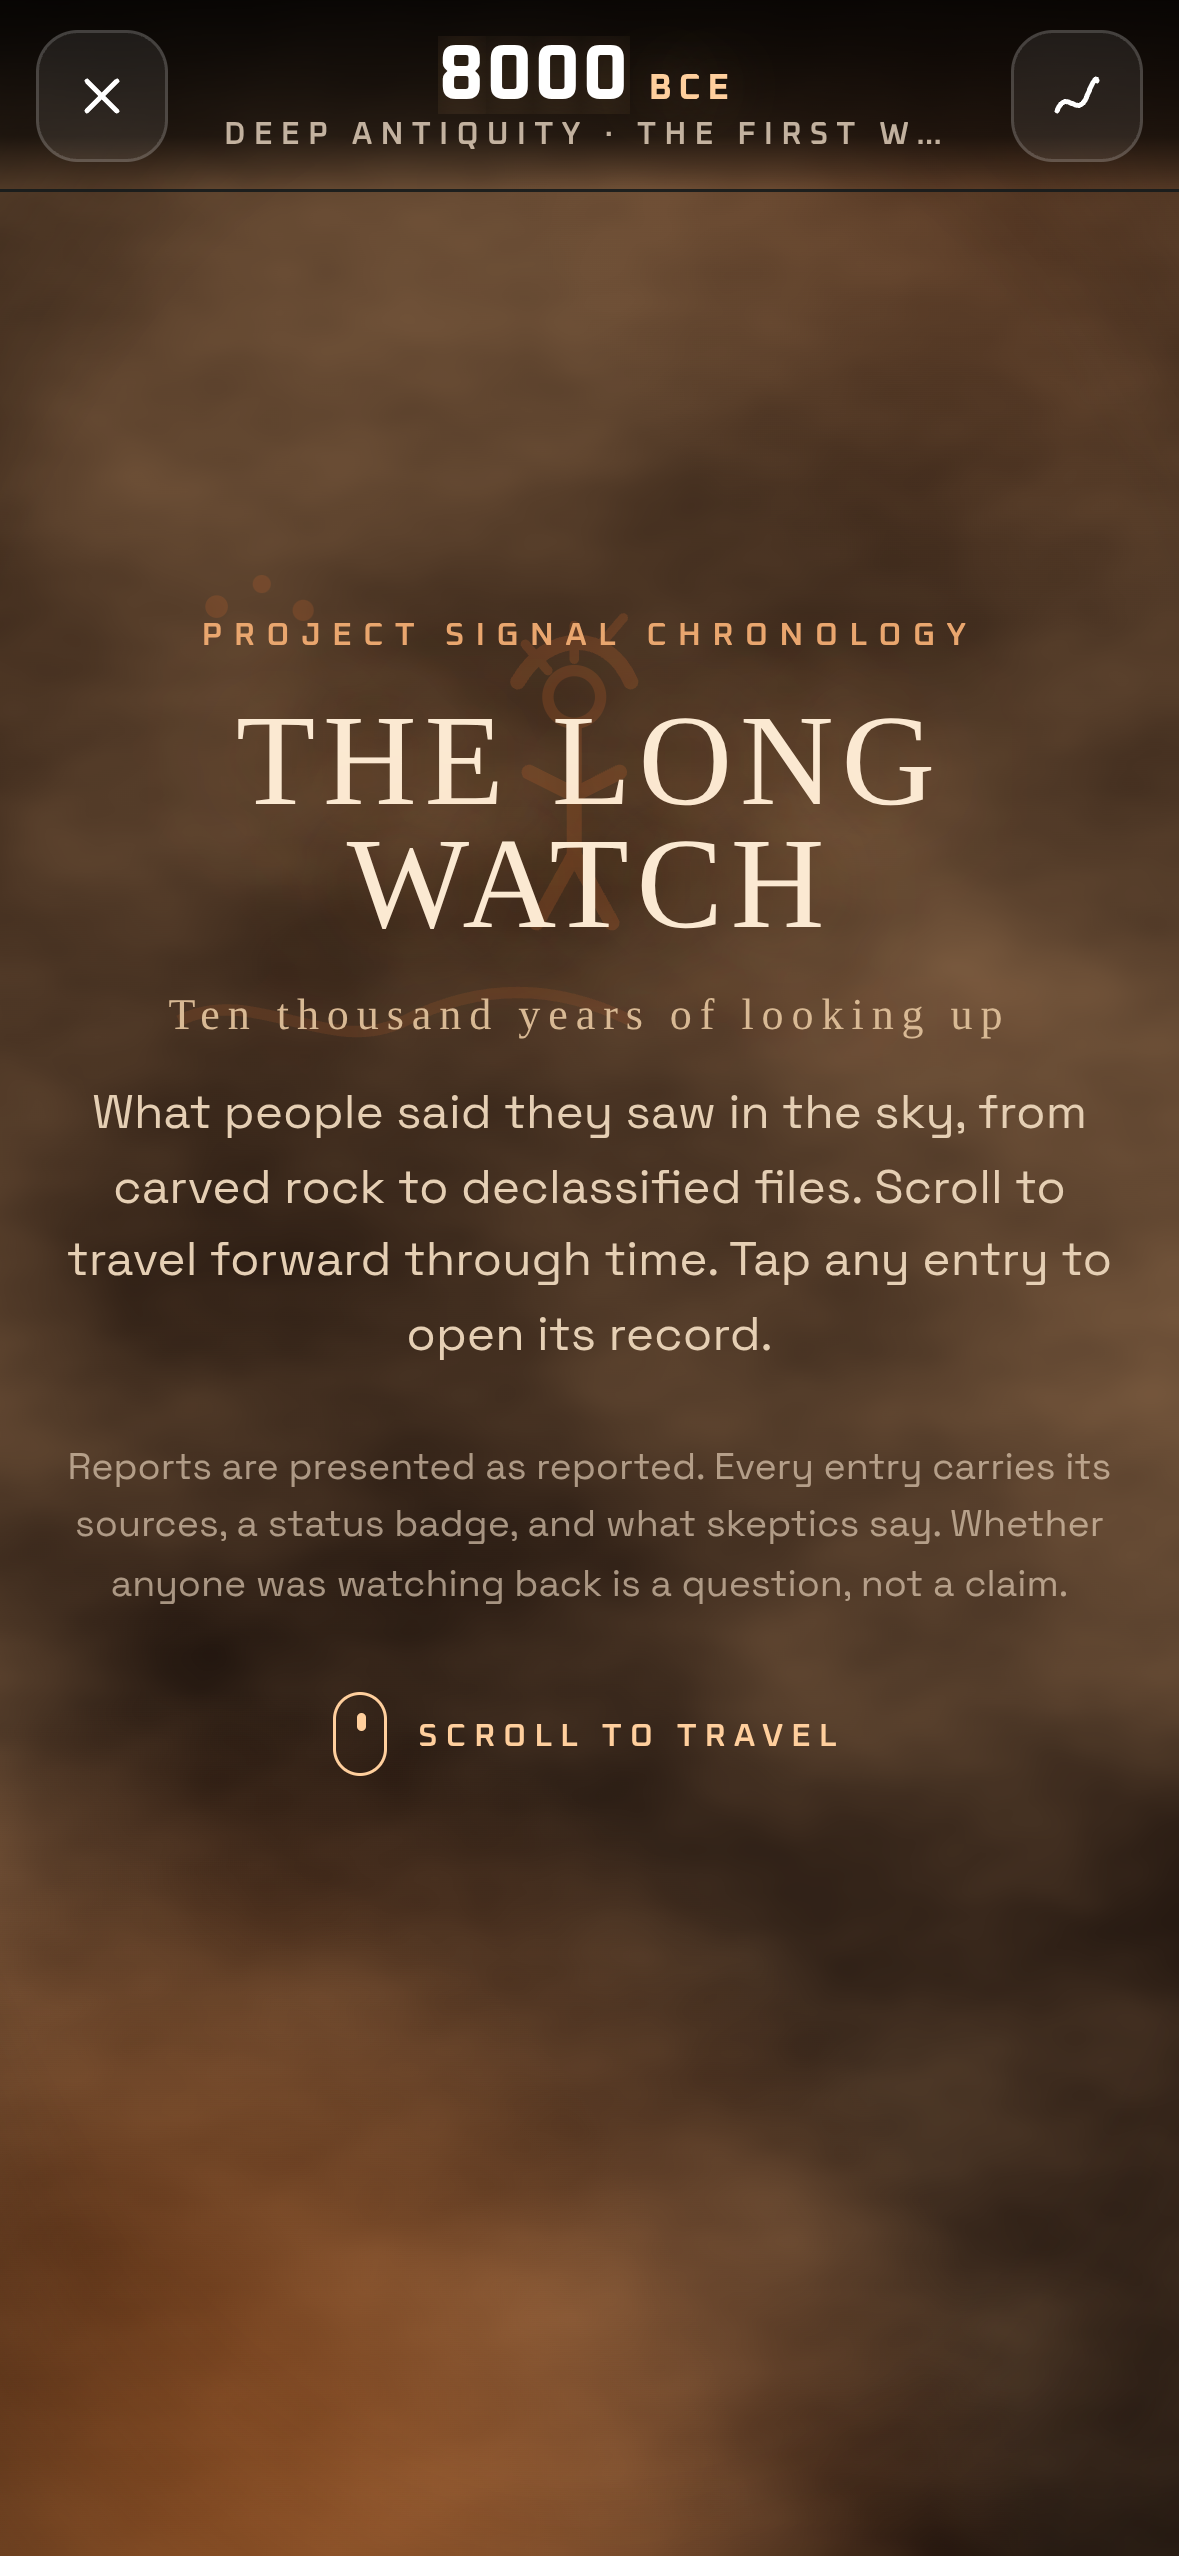 8000 BCE
DEEP ANTIQUITY · THE FIRST W…
PROJECT SIGNAL CHRONOLOGY
THE LONG
WATCH
Ten thousand years of looking up
What people said they saw in the sky, from
carved rock to declassified files. Scroll to
travel forward through time. Tap any entry to
open its record.
Reports are presented as reported. Every entry carries its
sources, a status badge, and what skeptics say. Whether
anyone was watching back is a question, not a claim.
SCROLL TO TRAVEL